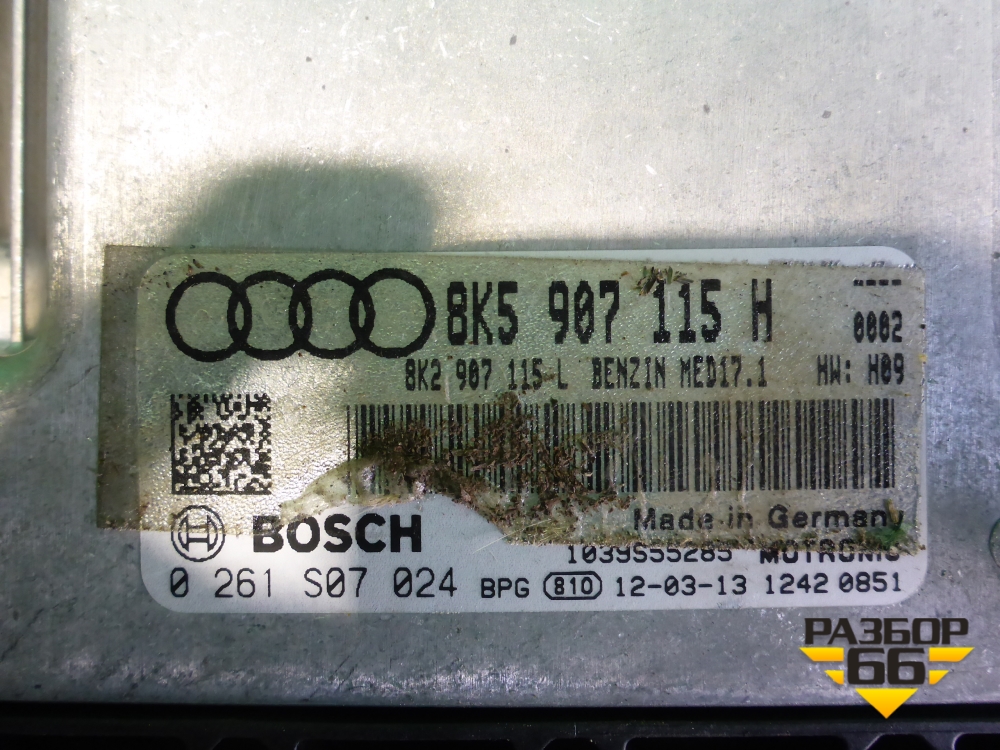 8K5 907 115 H
----
0002
8K2 907 115 L BENZIN MED17.1 HW: H09
BOSCH
Made in Germany
1039S55285 MOTRONIC
0 261 S07 024 BPG 810 12-03-13 1242 0851
РАЗБОР
66